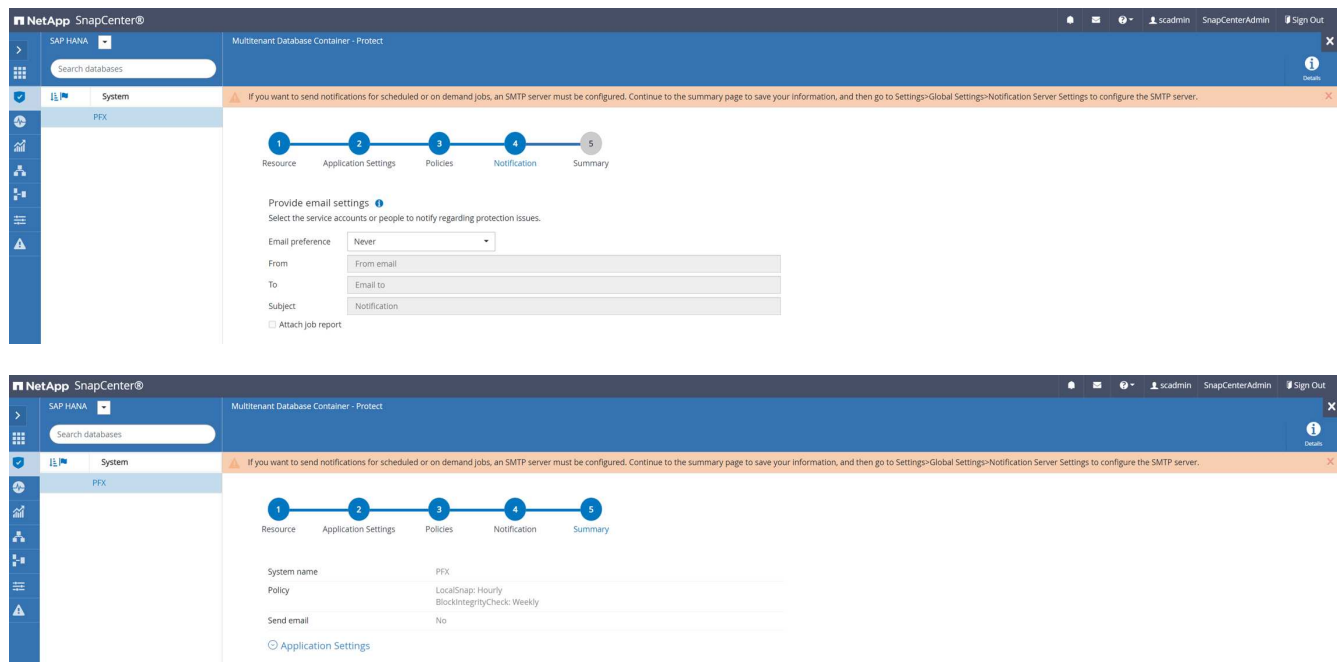 NetApp SnapCenter®
scadmin SnapCenterAdmin Sign Out
SAP HANA
Multitenant Database Container - Protect
Search databases
Details
System
If you want to send notifications for scheduled or on demand jobs, an SMTP server must be configured. Continue to the summary page to save your information, and then go to Settings>Global Settings>Notification Server Settings to configure the SMTP server.
PFX
1 2 3 4 5
Resource Application Settings Policies Notification Summary
Provide email settings
Select the service accounts or people to notify regarding protection issues.
Email preference Never
From From email
To Email to
Subject Notification
Attach job report
NetApp SnapCenter®
scadmin SnapCenterAdmin Sign Out
SAP HANA
Multitenant Database Container - Protect
Search databases
Details
System
If you want to send notifications for scheduled or on demand jobs, an SMTP server must be configured. Continue to the summary page to save your information, and then go to Settings>Global Settings>Notification Server Settings to configure the SMTP server.
PFX
1 2 3 4 5
Resource Application Settings Policies Notification Summary
System name PFX
Policy LocalSnap: Hourly
BlockIntegrityCheck: Weekly
Send email No
Application Settings